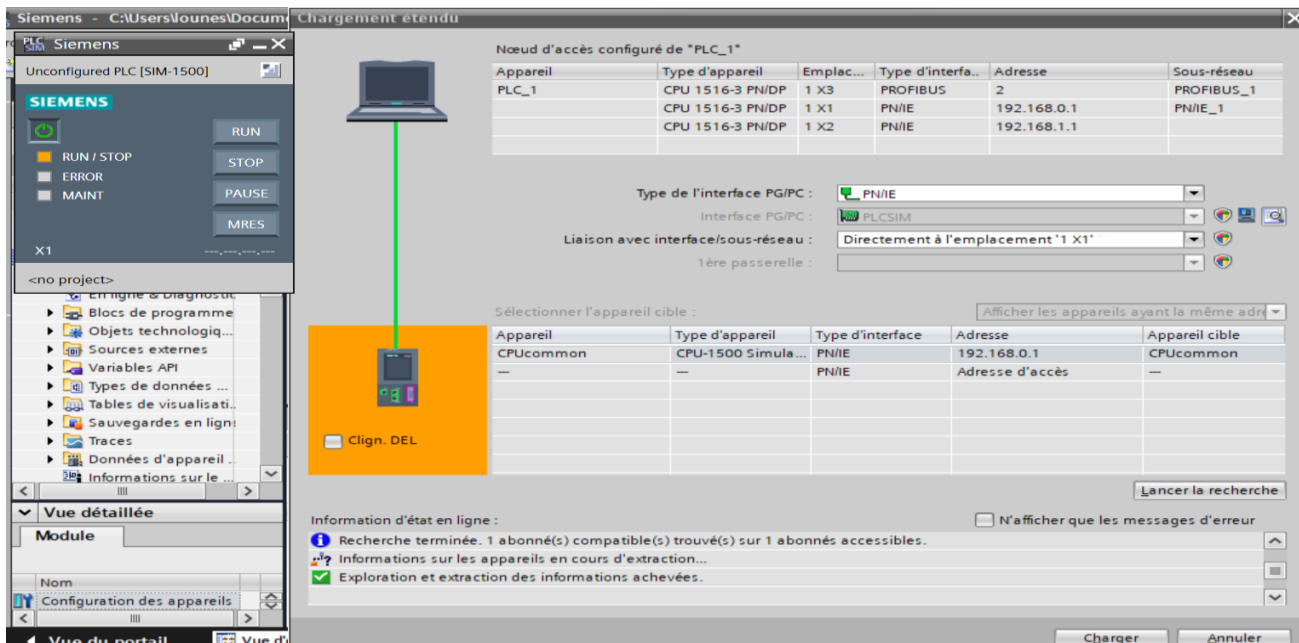 Siemens - C:\Users\lounes\Docum
Chargement étendu
Siemens
Unconfigured PLC [SIM-1500]
SIEMENS
RUN
RUN / STOP
STOP
ERROR
MAINT
PAUSE
MRES
X1
---.---.---.---
<no project>
En ligne & Diagnostic
Blocs de programme
Objets technologiq...
Sources externes
Variables API
Types de données ...
Tables de visualisati..
Sauvegardes en ligne
Traces
Données d'appareil ..
Informations sur le ...
Vue détaillée
Module
Nom
Configuration des appareils
Vue du portail
Nœud d'accès configuré de "PLC_1"
Appareil Type d'appareil Emplac... Type d'interfa.. Adresse Sous-réseau
PLC_1 CPU 1516-3 PN/DP 1 X3 PROFIBUS 2 PROFIBUS_1
CPU 1516-3 PN/DP 1 X1 PN/IE 192.168.0.1 PN/IE_1
CPU 1516-3 PN/DP 1 X2 PN/IE 192.168.1.1
Type de l'interface PG/PC : PN/IE
Interface PG/PC : PLCSIM
Liaison avec interface/sous-réseau : Directement à l'emplacement '1 X1'
1ère passerelle :
Sélectionner l'appareil cible : Afficher les appareils ayant la même adre
Appareil Type d'appareil Type d'interface Adresse Appareil cible
CPUcommon CPU-1500 Simula... PN/IE 192.168.0.1 CPUcommon
— — PN/IE Adresse d'accès —
Clign. DEL
Lancer la recherche
Information d'état en ligne : N'afficher que les messages d'erreur
Recherche terminée. 1 abonné(s) compatible(s) trouvé(s) sur 1 abonnés accessibles.
Informations sur les appareils en cours d'extraction...
Exploration et extraction des informations achevées.
Charger Annuler